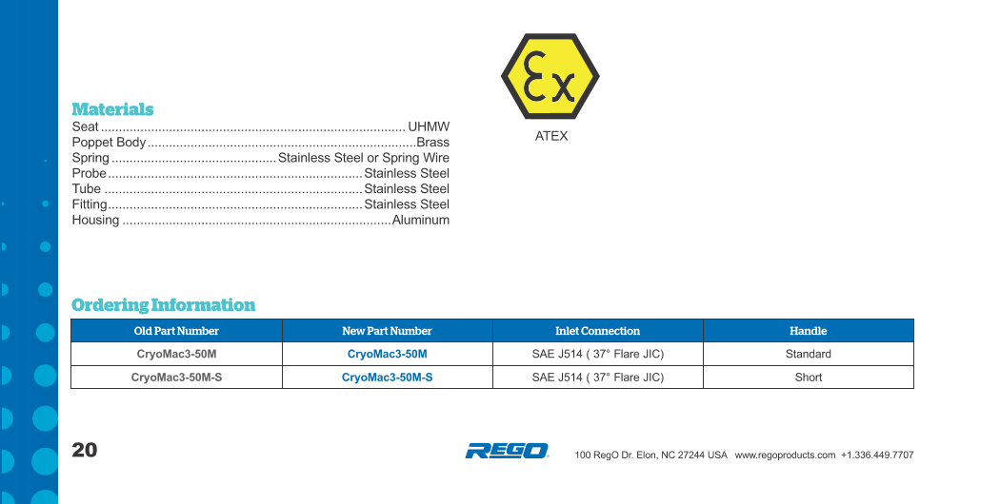 Ex
ATEX
Materials
Seat ...................................................................................... UHMW
Poppet Body...........................................................................Brass
Spring .............................................. Stainless Steel or Spring Wire
Probe....................................................................... Stainless Steel
Tube ........................................................................ Stainless Steel
Fitting....................................................................... Stainless Steel
Housing ...........................................................................Aluminum
Ordering Information
Old Part Number New Part Number Inlet Connection Handle
CryoMac3-50M CryoMac3-50M SAE J514 ( 37° Flare JIC) Standard
CryoMac3-50M-S CryoMac3-50M-S SAE J514 ( 37° Flare JIC) Short
20 REGO 100 RegO Dr. Elon, NC 27244 USA www.regoproducts.com +1.336.449.7707